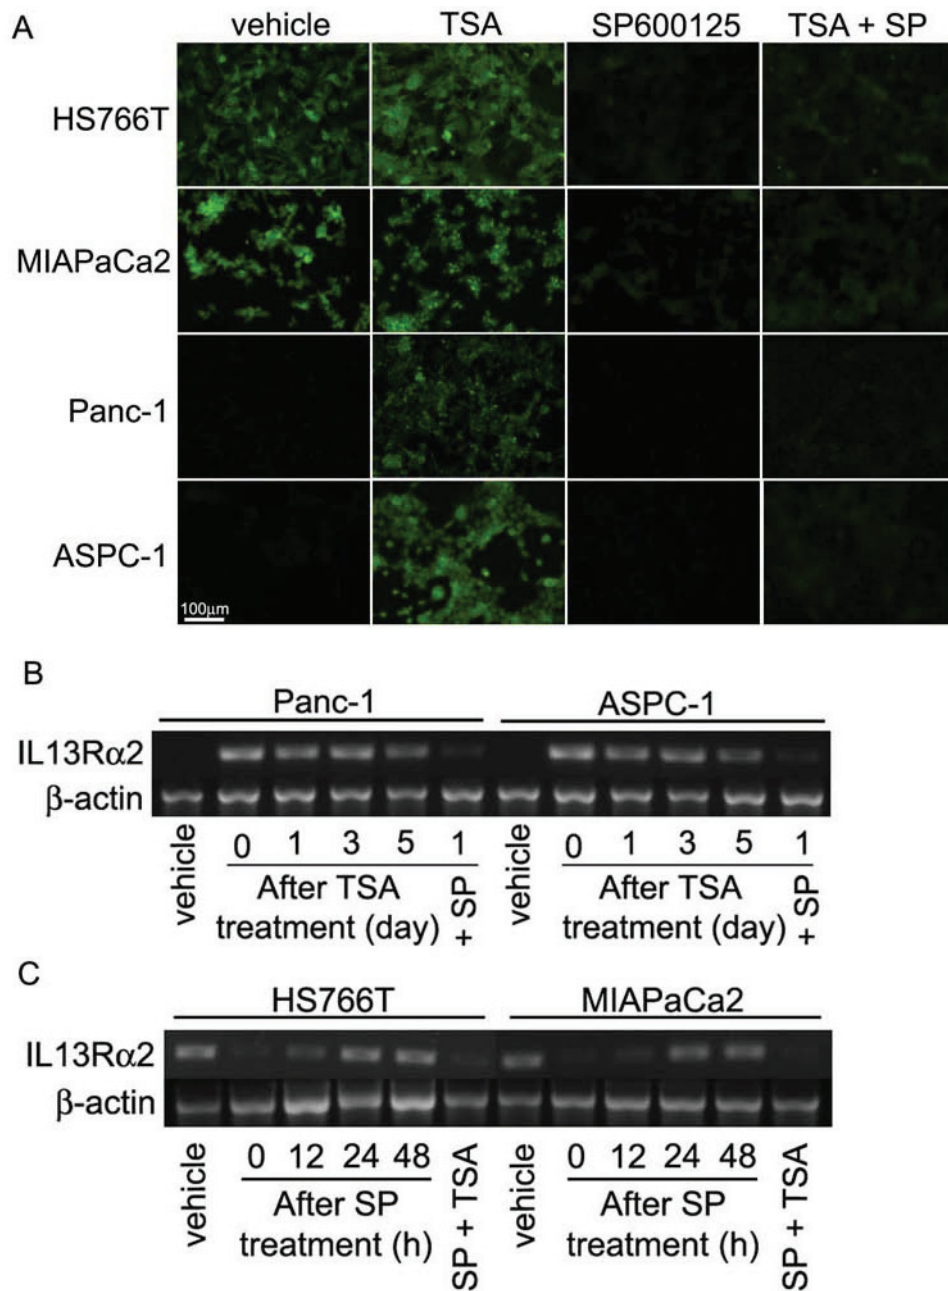 A
vehicle TSA SP600125 TSA + SP
HS766T
MIAPaCa2
Panc-1
ASPC-1
100μm
B
Panc-1 ASPC-1
IL13Rα2
β-actin
vehicle 0 1 3 5 1 vehicle 0 1 3 5 1
After TSA + SP After TSA + SP
treatment (day) treatment (day)
C
HS766T MIAPaCa2
IL13Rα2
β-actin
vehicle 0 12 24 48 SP + TSA vehicle 0 12 24 48 SP + TSA
After SP After SP
treatment (h) treatment (h)